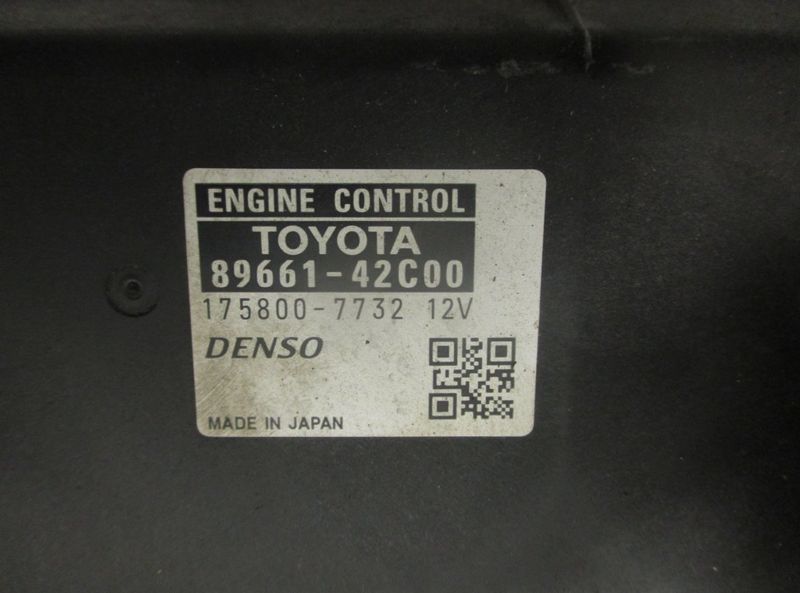 ENGINE CONTROL
TOYOTA
89661-42C00
175800-7732 12V
DENSO
MADE IN JAPAN